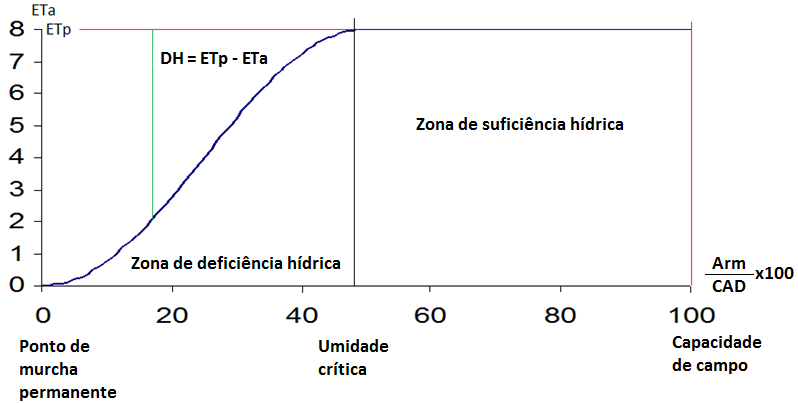 ETa
8
ETp
7
DH = ETp - ETa
6
5
Zona de suficiência hídrica
4
3
2
1
Zona de deficiência hídrica
Arm
CAD
x100
0
0
20
40
60
80
100
Ponto de
murcha
permanente
Umidade
crítica
Capacidade
de campo